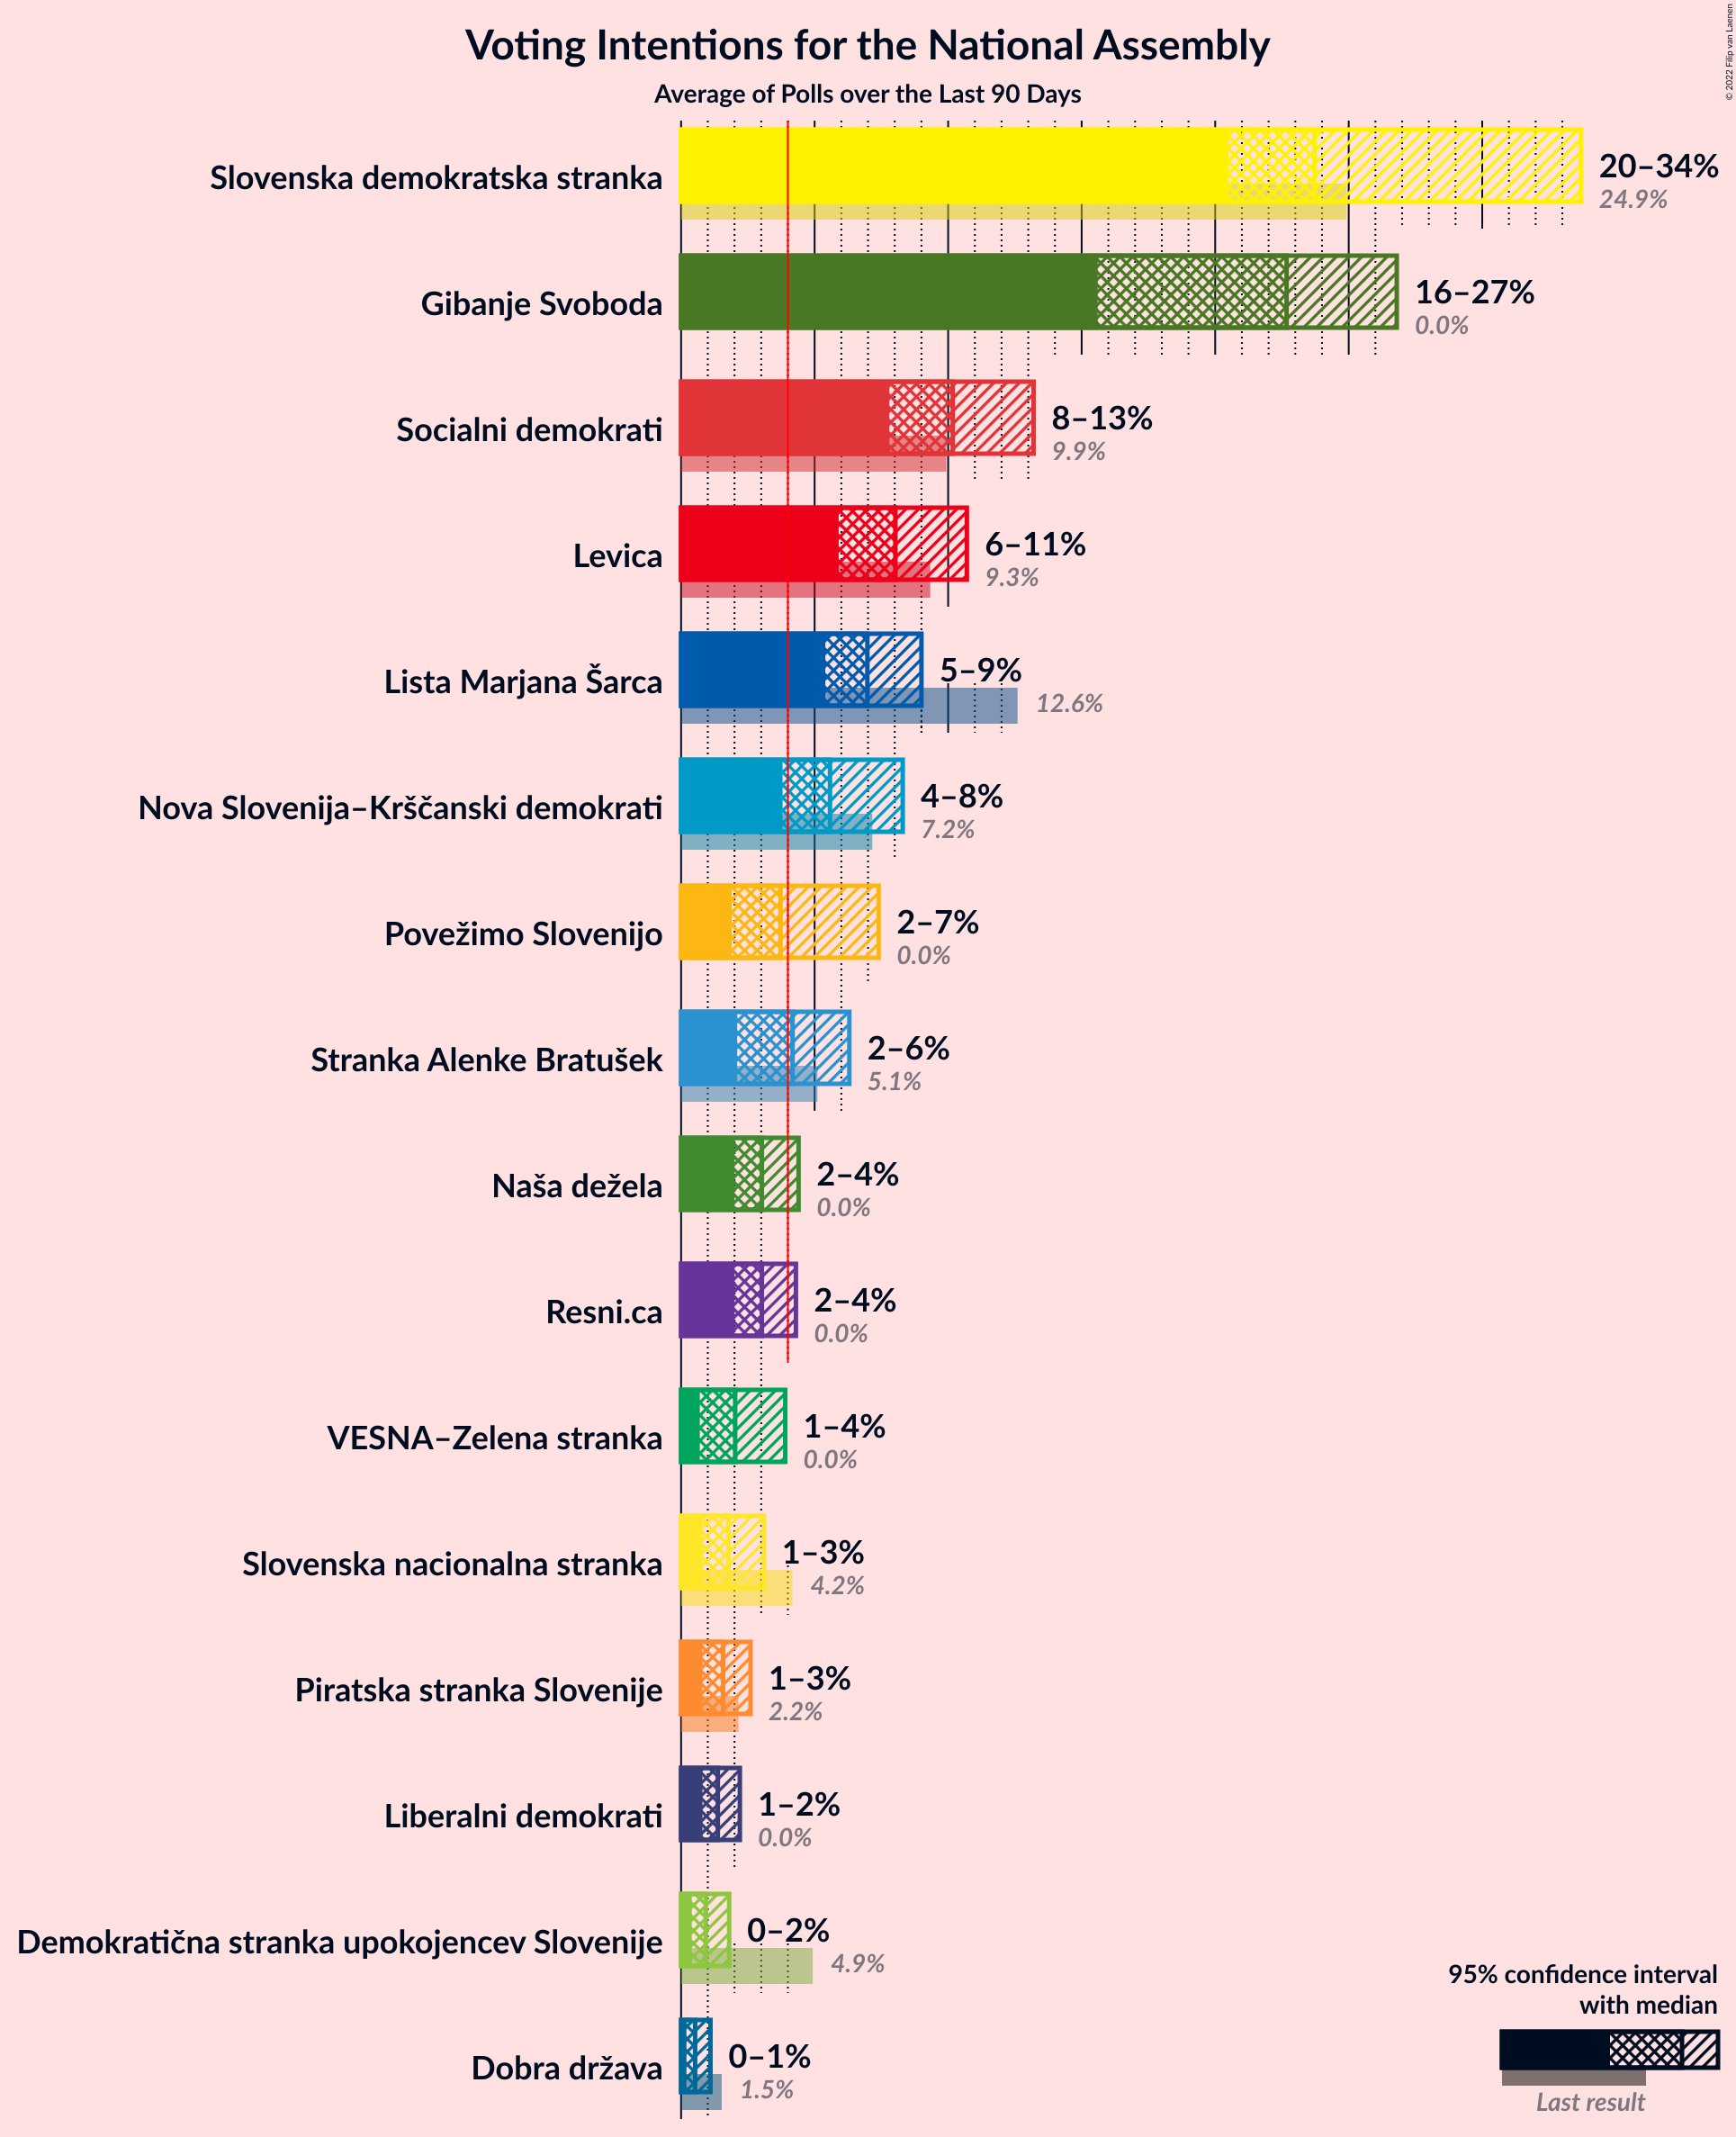 Voting Intentions for the National Assembly
Average of Polls over the Last 90 Days
© 2022 Filip van Laenen
Slovenska demokratska stranka
20–34%
24.9%
Gibanje Svoboda
16–27%
0.0%
Socialni demokrati
8–13%
9.9%
Levica
6–11%
9.3%
Lista Marjana Šarca
5–9%
12.6%
Nova Slovenija–Krščanski demokrati
4–8%
7.2%
Povežimo Slovenijo
2–7%
0.0%
Stranka Alenke Bratušek
2–6%
5.1%
Naša dežela
2–4%
0.0%
Resni.ca
2–4%
0.0%
VESNA–Zelena stranka
1–4%
0.0%
Slovenska nacionalna stranka
1–3%
4.2%
Piratska stranka Slovenije
1–3%
2.2%
Liberalni demokrati
1–2%
0.0%
Demokratična stranka upokojencev Slovenije
0–2%
4.9%
Dobra država
0–1%
1.5%
95% confidence interval
with median
Last result